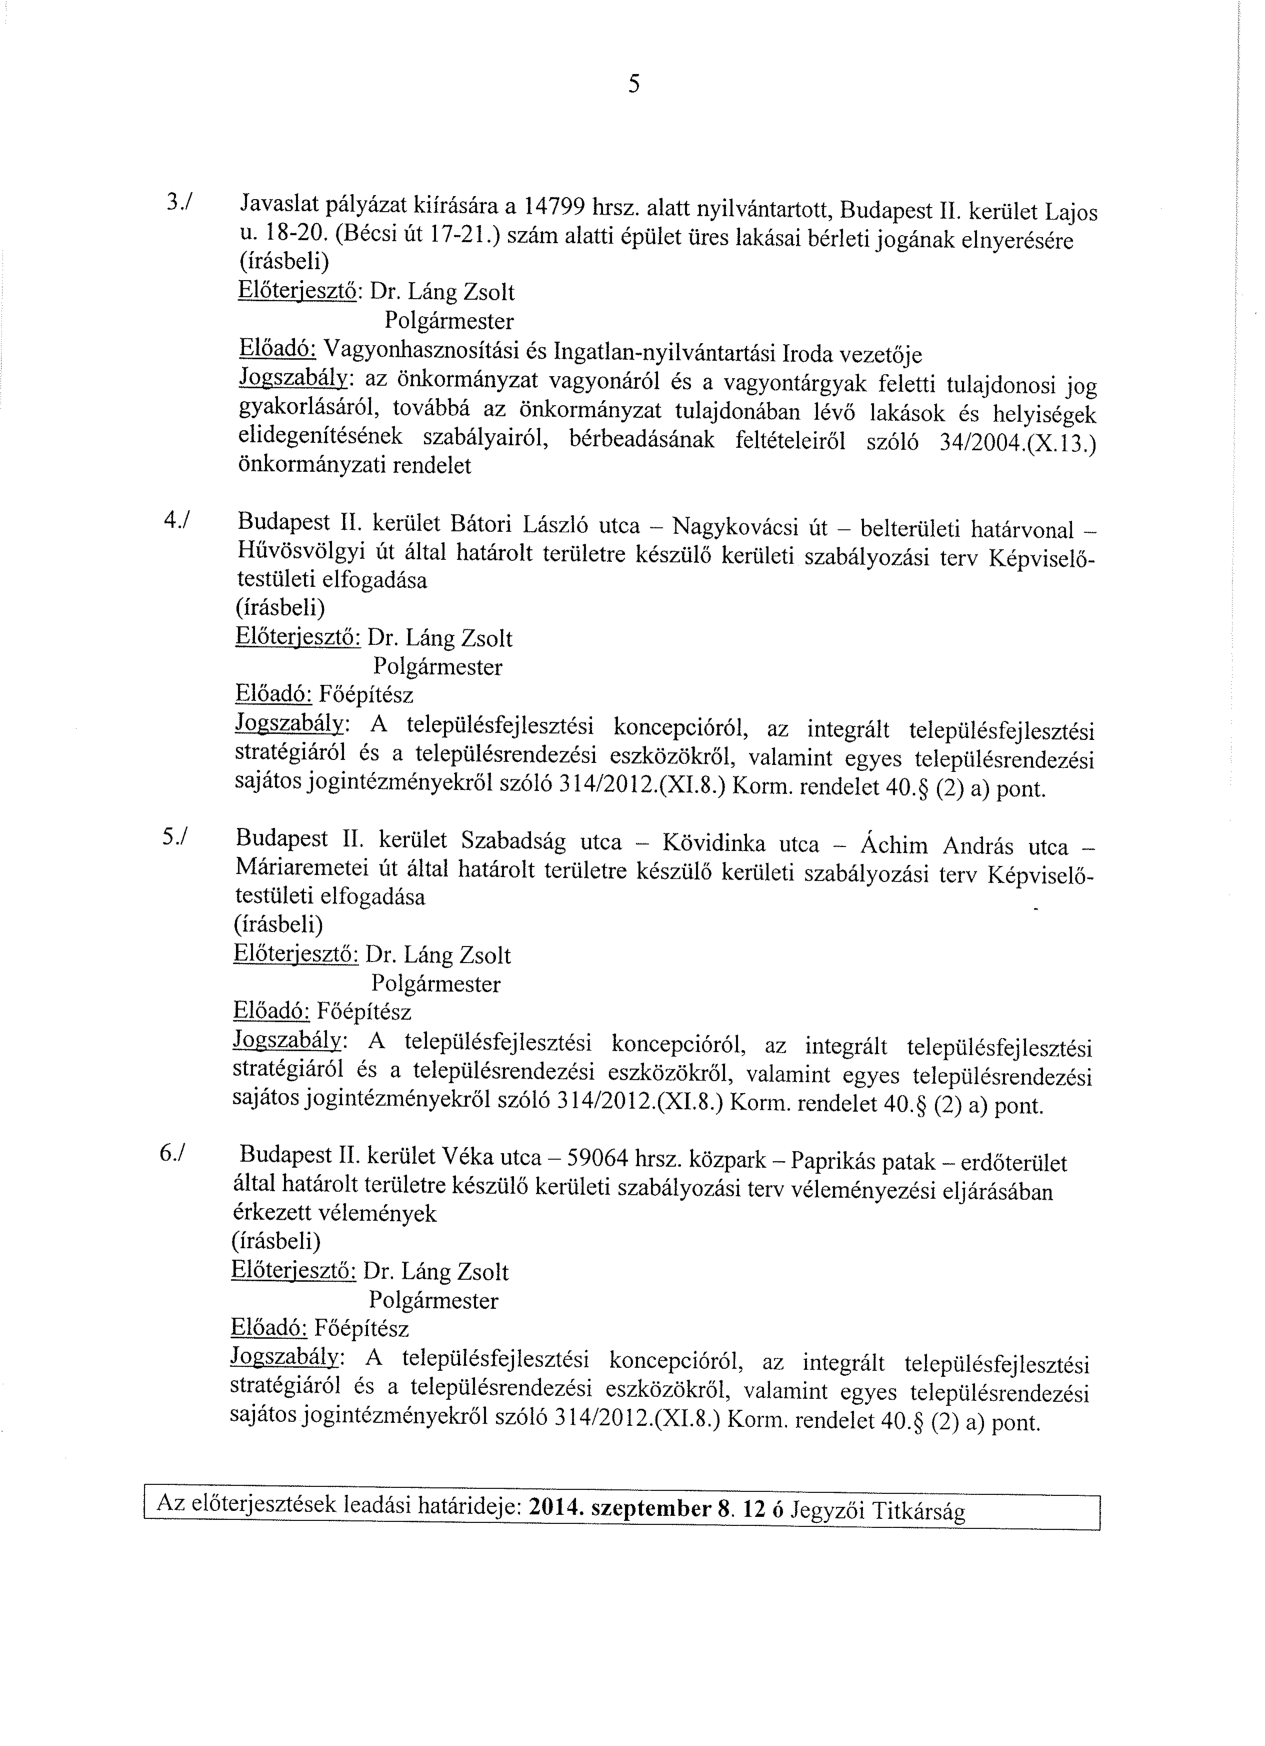 5
3./ Javaslat pályázat kiírására a 14799 hrsz. alatt nyilvántartott, Budapest II. kerület Lajos
u. 18-20. (Bécsi út 17-21.) szám alatti épület üres lakásai bérleti jogának elnyerésére
(írásbeli)
Előterjesztő: Dr. Láng Zsolt
Polgármester
Előadó: Vagyonhasznosítási és Ingatlan-nyilvántartási Iroda vezetője
Jogszabály: az önkormányzat vagyonáról és a vagyontárgyak feletti tulajdonosi jog
gyakorlásáról, továbbá az önkormányzat tulajdonában lévő lakások és helyiségek
elidegenítésének szabályairól, bérbeadásának feltételeiről szóló 34/2004.(X.13.)
önkormányzati rendelet
4./ Budapest II. kerület Bátori László utca – Nagykovácsi út – belterületi határvonal –
Hűvösvölgyi út által határolt területre készülő kerületi szabályozási terv Képviselő-
testületi elfogadása
(írásbeli)
Előterjesztő: Dr. Láng Zsolt
Polgármester
Előadó: Főépítész
Jogszabály: A településfejlesztési koncepcióról, az integrált településfejlesztési
stratégiáról és a településrendezési eszközökről, valamint egyes településrendezési
sajátos jogintézményekről szóló 314/2012.(XI.8.) Korm. rendelet 40.§ (2) a) pont.
5./ Budapest II. kerület Szabadság utca – Kövidinka utca – Áchim András utca –
Máriaremetei út által határolt területre készülő kerületi szabályozási terv Képviselő-
testületi elfogadása
(írásbeli)
Előterjesztő: Dr. Láng Zsolt
Polgármester
Előadó: Főépítész
Jogszabály: A településfejlesztési koncepcióról, az integrált településfejlesztési
stratégiáról és a településrendezési eszközökről, valamint egyes településrendezési
sajátos jogintézményekről szóló 314/2012.(XI.8.) Korm. rendelet 40.§ (2) a) pont.
6./ Budapest II. kerület Véka utca – 59064 hrsz. közpark – Paprikás patak – erdőterület
által határolt területre készülő kerületi szabályozási terv véleményezési eljárásában
érkezett vélemények
(írásbeli)
Előterjesztő: Dr. Láng Zsolt
Polgármester
Előadó: Főépítész
Jogszabály: A településfejlesztési koncepcióról, az integrált településfejlesztési
stratégiáról és a településrendezési eszközökről, valamint egyes településrendezési
sajátos jogintézményekről szóló 314/2012.(XI.8.) Korm. rendelet 40.§ (2) a) pont.
Az előterjesztések leadási határideje: 2014. szeptember 8. 12 ó Jegyzői Titkárság